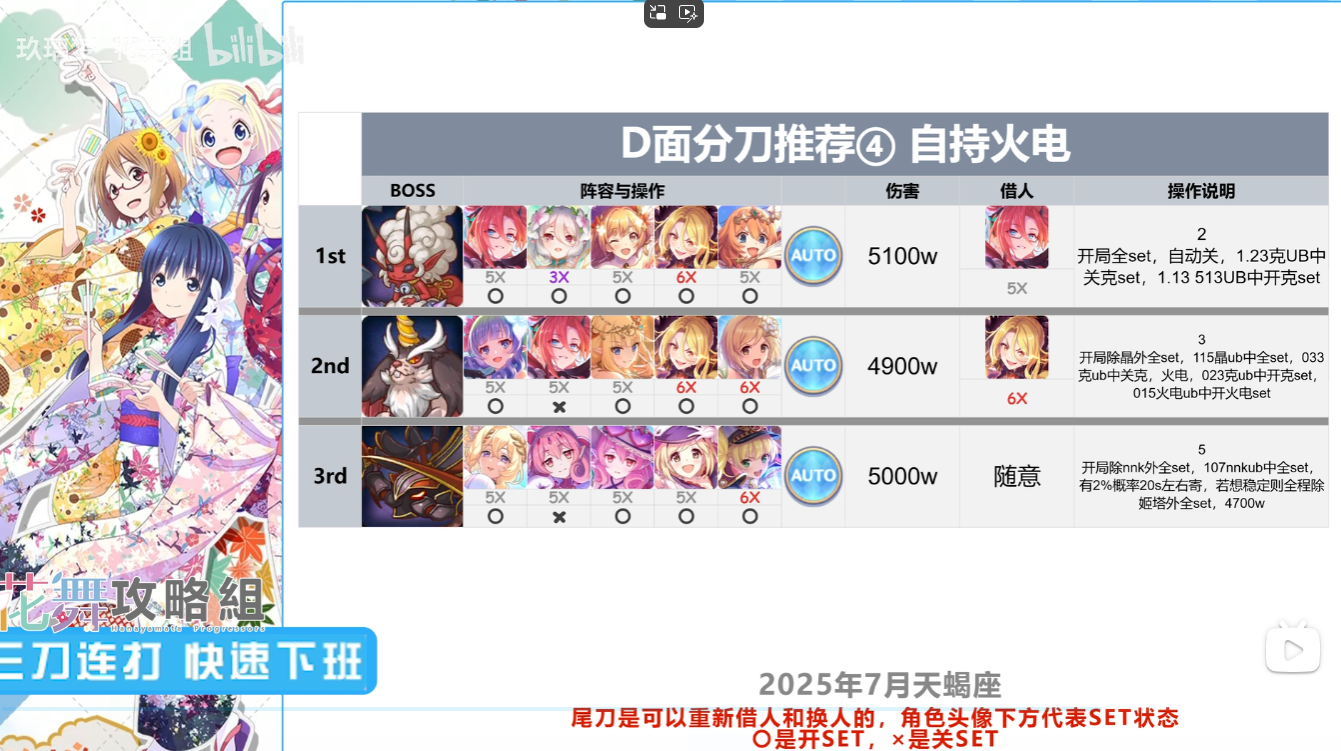 bilibili
D面分刀推荐④ 自持火电
BOSS 阵容与操作 伤害 借人 操作说明
1st
5X 3X 5X 6X 5X
○ ○ ○ ○ ○
AUTO
5100w
5X
2
开局全set，自动关，1.23克UB中
关克set，1.13 513UB中开克set
2nd
5X 5X 5X 6X 6X
○ × ○ ○ ○
AUTO
4900w
6X
3
开局除晶外全set，115晶ub中全set，033
克ub中关克，火电，023克ub中开克set，
015火电ub中开火电set
3rd
5X 5X 5X 5X 6X
○ × ○ ○ ○
AUTO
5000w
随意
5
开局除nnk外全set，107nnkub中全set，
有2%概率20s左右寄，若想稳定则全程除
姬塔外全set，4700w
花舞攻略組
Hanayamata Progressors
三刀连打 快速下班
2025年7月天蝎座
尾刀是可以重新借人和换人的，角色头像下方代表SET状态
○是开SET，×是关SET